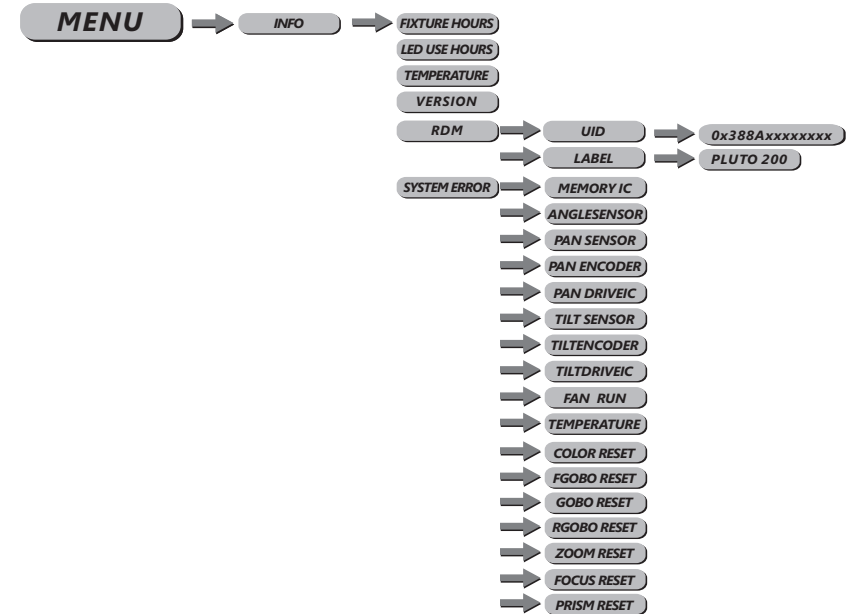 MENU INFO FIXTURE HOURS
LED USE HOURS
TEMPERATURE
VERSION
RDM UID 0x388Axxxxxxxx
LABEL PLUTO 200
SYSTEM ERROR MEMORY IC
ANGLESENSOR
PAN SENSOR
PAN ENCODER
PAN DRIVEIC
TILT SENSOR
TILTENCODER
TILTDRIVEIC
FAN RUN
TEMPERATURE
COLOR RESET
FGOBO RESET
GOBO RESET
RGOBO RESET
ZOOM RESET
FOCUS RESET
PRISM RESET